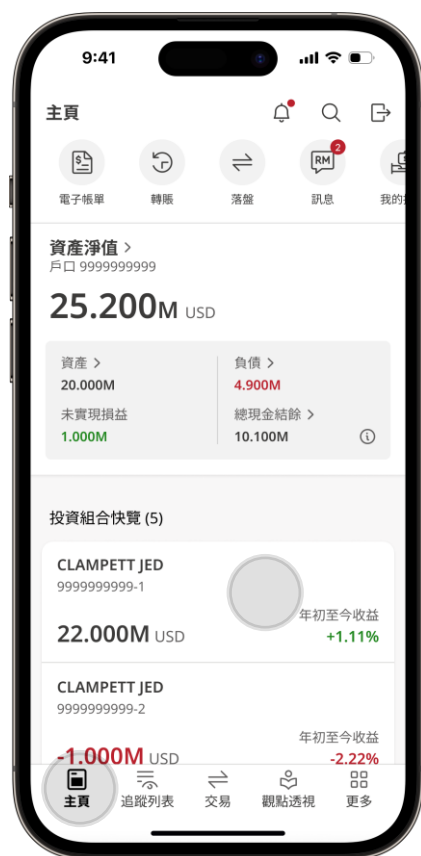 9:41
主頁
電子帳單 轉賬 落盤 RM 2 訊息 我的
資產淨值 >
戶口 9999999999
25.200M USD
資產 > 負債 >
20.000M 4.900M
未實現損益 總現金結餘 >
1.000M 10.100M
投資組合快覽 (5)
CLAMPETT JED
9999999999-1
年初至今收益
22.000M USD +1.11%
CLAMPETT JED
9999999999-2
年初至今收益
-1.000M USD -2.22%
主頁 追蹤列表 交易 觀點透視 更多